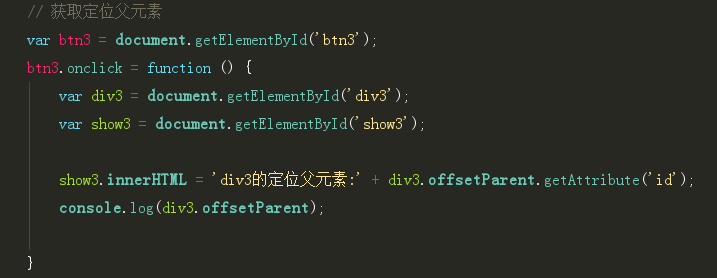 // 获取定位父元素
var btn3 = document.getElementById('btn3');
btn3.onclick = function () {
var div3 = document.getElementById('div3');
var show3 = document.getElementById('show3');
show3.innerHTML = 'div3的定位父元素:' + div3.offsetParent.getAttribute('id');
console.log(div3.offsetParent);
}